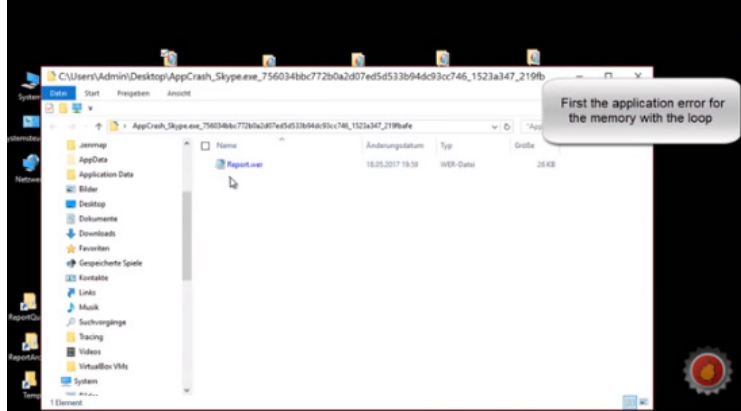 C:\Users\Admin\Desktop\AppCrash_Skype.exe_756034bbc772b0a2d07ed5d533b94dc93cc746_1523a347_219fb
Datei Start Freigeben Ansicht
First the application error for
the memory with the loop
AppCrash_Skype.exe_756034bbc772b0a2d07ed5d533b94dc93cc746_1523a347_219fbafe
Name Änderungsdatum Typ Größe
Report.wer 18.05.2017 19:59 WER-Datei 26 KB
zenmap
AppData
Application Data
Bilder
Desktop
Dokumente
Downloads
Favoriten
Gespeicherte Spiele
Kontakte
Links
Musik
Suchvorgänge
Tracing
Videos
VirtualBox VMs
System
1 Element
System
Netzwe
ReportQu
ReportArc
Temp